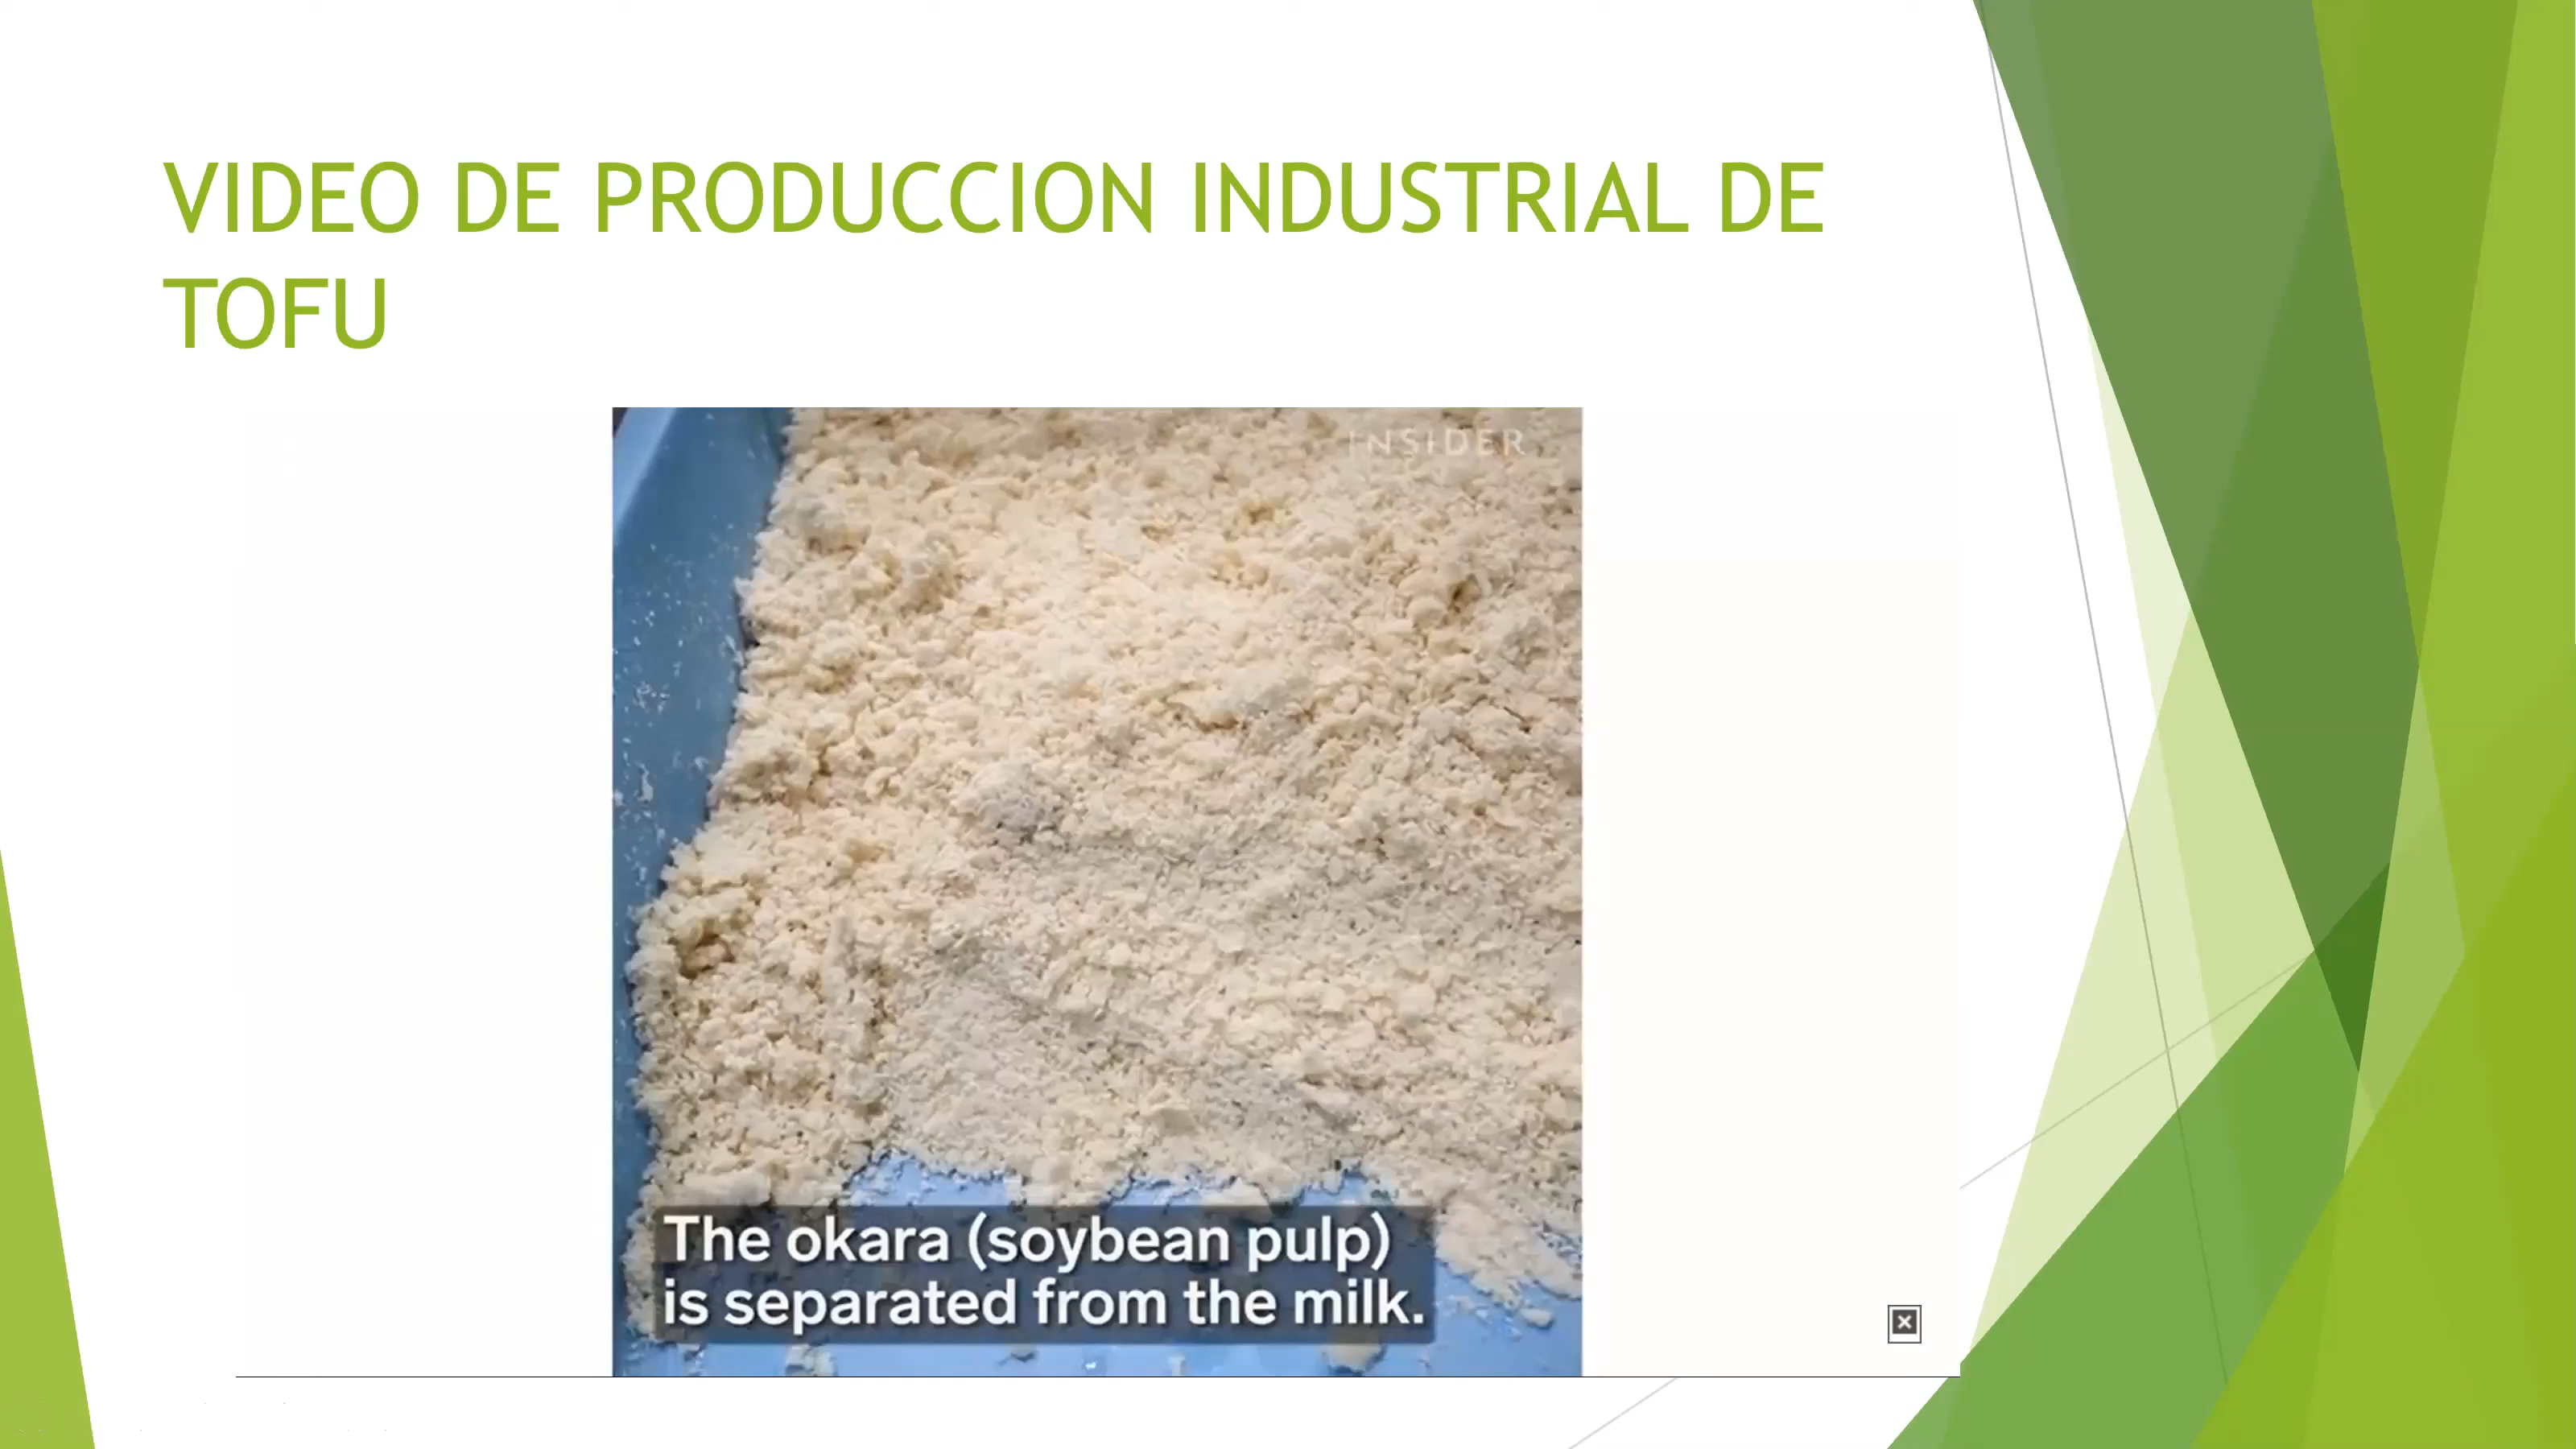 VIDEO DE PRODUCCION INDUSTRIAL DE
TOFU
INSIDER
The okara (soybean pulp)
is separated from the milk.